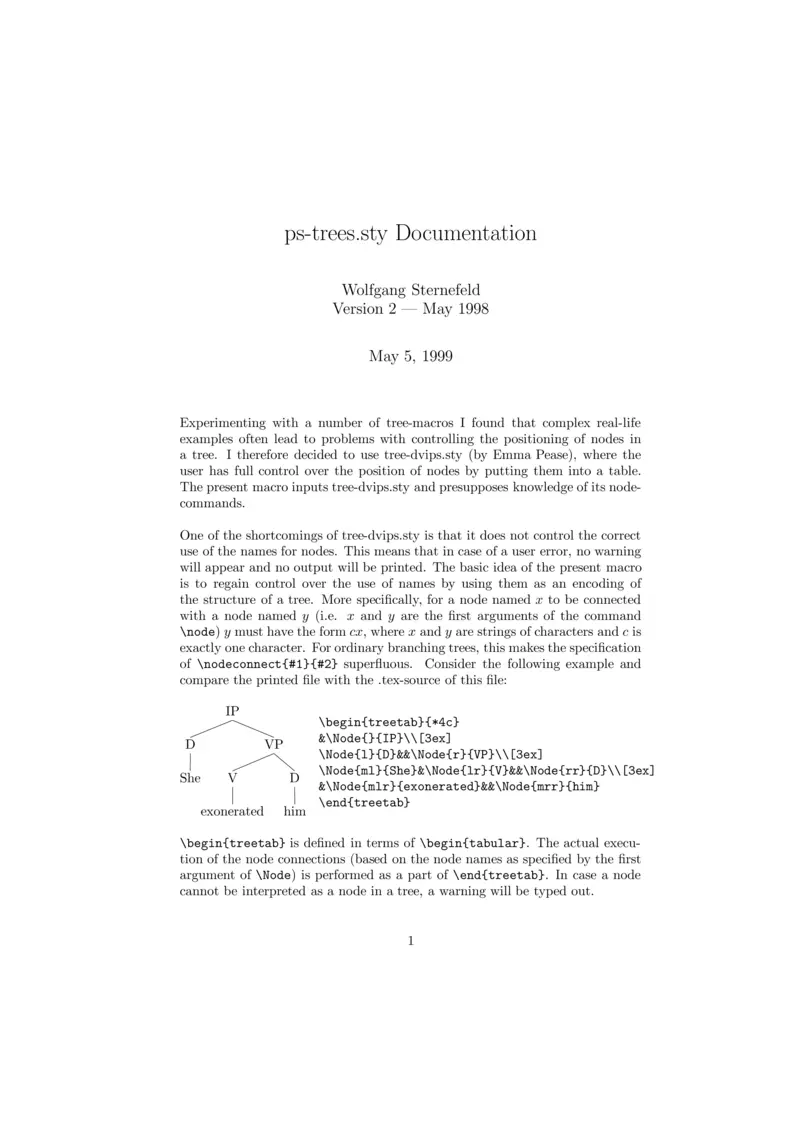 ps-trees.sty Documentation
Wolfgang Sternefeld
Version 2 — May 1998
May 5, 1999
Experimenting with a number of tree-macros I found that complex real-life
examples often lead to problems with controlling the positioning of nodes in
a tree. I therefore decided to use tree-dvips.sty (by Emma Pease), where the
user has full control over the position of nodes by putting them into a table.
The present macro inputs tree-dvips.sty and presupposes knowledge of its node-
commands.
One of the shortcomings of tree-dvips.sty is that it does not control the correct
use of the names for nodes. This means that in case of a user error, no warning
will appear and no output will be printed. The basic idea of the present macro
is to regain control over the use of names by using them as an encoding of
the structure of a tree. More specifically, for a node named x to be connected
with a node named y (i.e. x and y are the first arguments of the command
\node) y must have the form cx, where x and y are strings of characters and c is
exactly one character. For ordinary branching trees, this makes the specification
of \nodeconnect{#1}{#2} superfluous. Consider the following example and
compare the printed file with the .tex-source of this file:
IP
D VP
She V D
exonerated him
\begin{treetab}{*4c}
&\Node{}{IP}\\[3ex]
\Node{l}{D}&&\Node{r}{VP}\\[3ex]
\Node{ml}{She}&\Node{lr}{V}&&\Node{rr}{D}\\[3ex]
&\Node{mlr}{exonerated}&&\Node{mrr}{him}
\end{treetab}
\begin{treetab} is defined in terms of \begin{tabular}. The actual execu-
tion of the node connections (based on the node names as specified by the first
argument of \Node) is performed as a part of \end{treetab}. In case a node
cannot be interpreted as a node in a tree, a warning will be typed out.
1